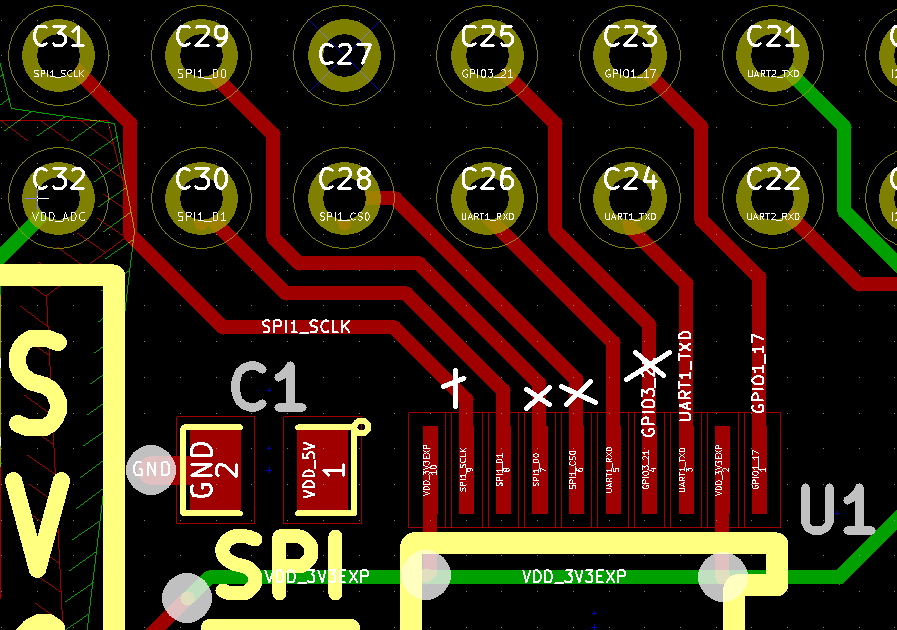 C31 C29 C27 C25 C23 C21
SPI1_SCLK SPI1_D0 GPIO3_21 GPIO1_17 UART2_TXD
C32 C30 C28 C26 C24 C22
VDD_ADC SPI1_D1 SPI1_CS0 UART1_RXD UART1_TXD UART2_RXD
SPI1_SCLK
GPIO3_21
UART1_TXD
GPIO1_17
C1
GND
GND
2
VDD_5V
1
VDD_3V3EXP
10
SPI1_SCLK
9
SPI1_D1
8
SPI1_D0
7
SPI1_CS0
6
UART1_RXD
5
GPIO3_21
4
UART1_TXD
3
VDD_3V3EXP
2
GPIO1_17
1
U1
SPI
VDD_3V3EXP VDD_3V3EXP
S
V